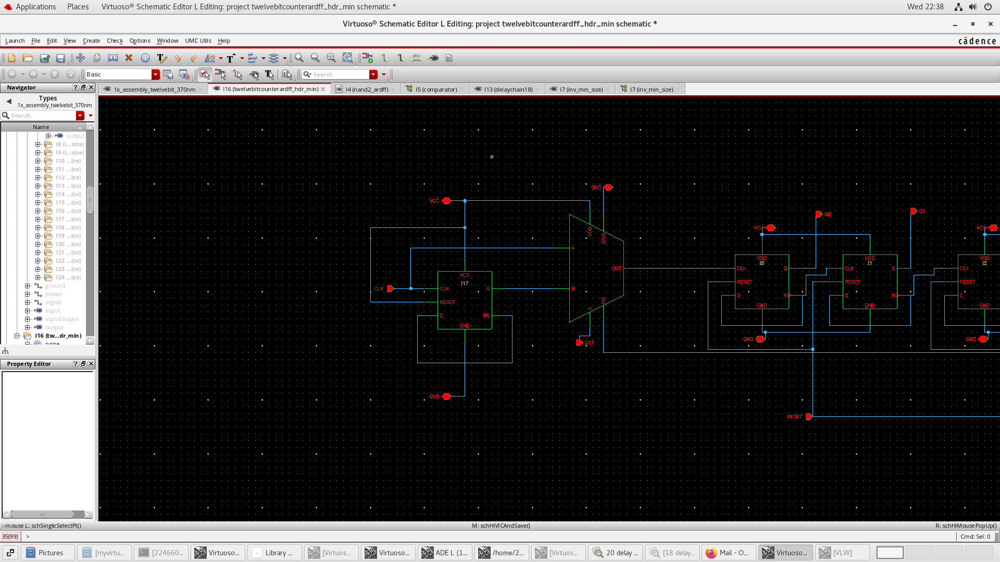 Applications
Places
Virtuoso® Schematic Editor L Editing: project twelvebitcounterardff_hdr_min schematic *
Wed 22:38
Virtuoso® Schematic Editor L Editing: project twelvebitcounterardff_hdr_min schematic *
Launch File Edit View Create Check Options Window UMC Utils Help
cādence
abc
Basic
Search
Navigator
1x_assembly_twelvebit_370nm
I16 (twelvebitcounterardff_hdr_min)
I4 (nand2_ardff)
I5 (comparator)
I13 (delaychain18)
I7 (inv_min_size)
I7 (inv_min_size)
Types
1x_assembly_twelvebit_370nm
Search
Name
output
I8 (i...size)
I9 (i...size)
I10 ...ize)
I11 ...ize)
I12 ...ize)
I13 ...ize)
I14 ...ize)
I15 ...ize)
I16 ...ize)
I17 ...ize)
I18 ...ize)
I19 ...ize)
I20 ...ize)
I21 ...ize)
I22 ...ize)
I23 ...ize)
I24 ...ize)
ground
power
signal
input
inputOutput
output
I16 (tw...dr_min)
none
Property Editor
GND
VCC
VDD
GND
A
B
OUT
S
NS
Q11
CLK
VCC
I17
CLK
Q
RESET
D
NQ
GND
GND
Q0
Q1
VCC
VCC
VCC
I0
CLK
Q
RESET
D
NQ
GND
GND
VCC
I1
CLK
Q
RESET
D
NQ
GND
VCC
I2
CLK
RESET
D
GND
GND
RESET
mouse L: schSingleSelectPt()
M: schHiVICAndSave()
R: schHiMousePopUp()
35(99)
>
Cmd: Sel: 0
Pictures
[myvirtu...
[224660...
Virtuoso...
Library ...
[Virtuos...
Virtuoso...
ADE L (1...
/home/2...
[Virtuos...
20 delay ...
[18 delay...
Mail - O...
Virtuoso...
[VLW]